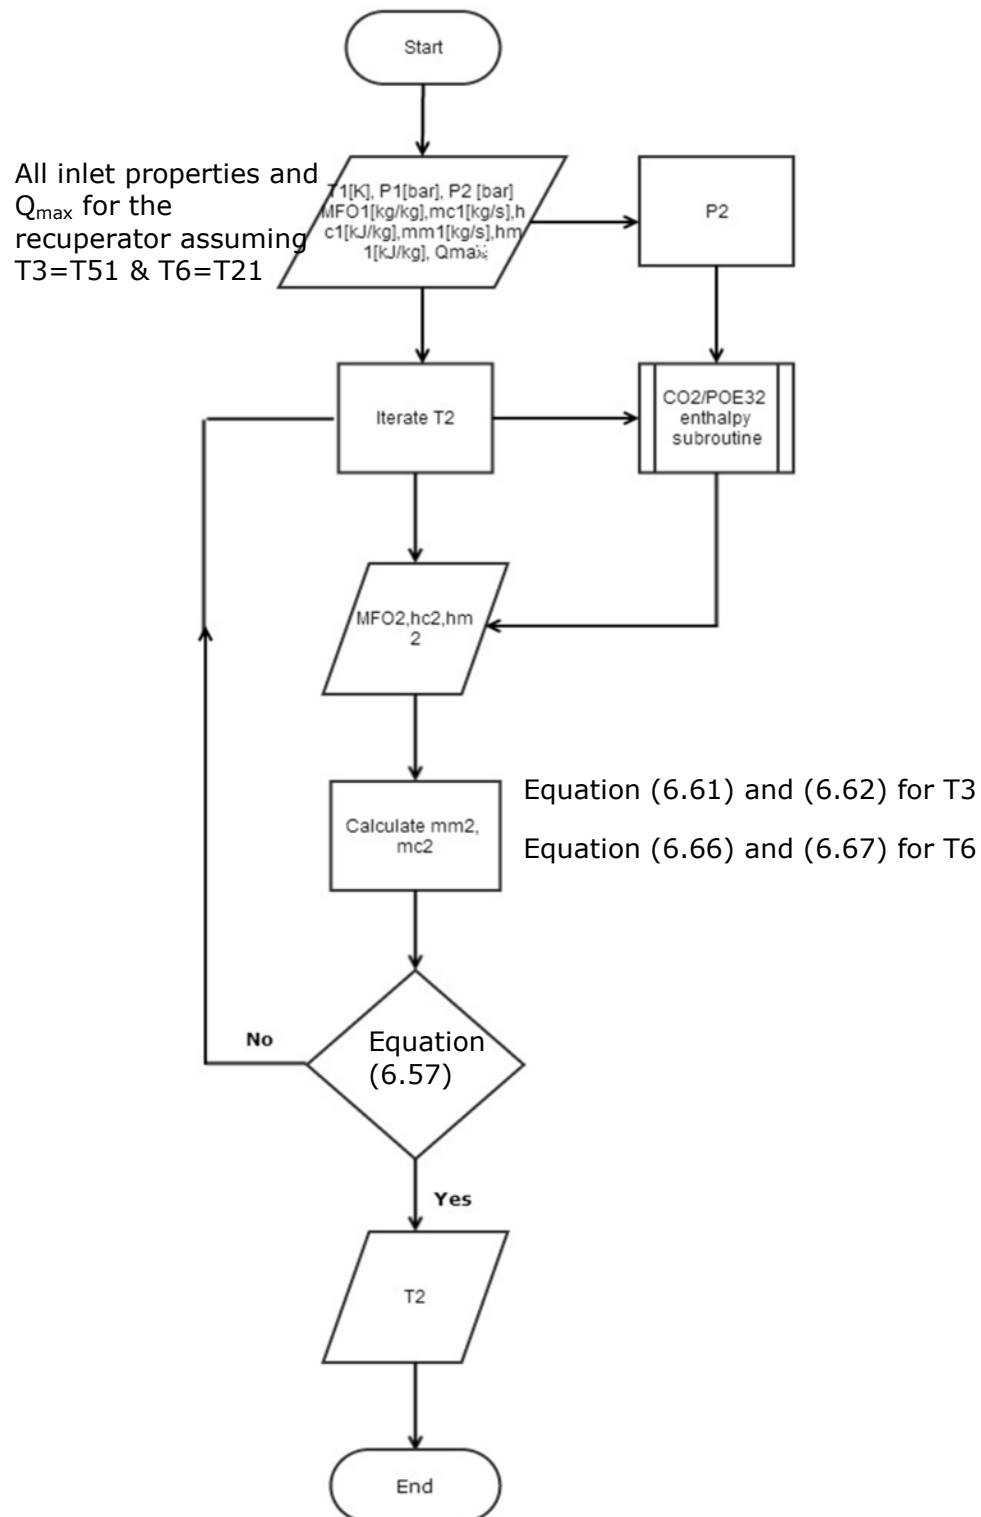 Start
All inlet properties and
Qmax for the
recuperator assuming
T3=T51 & T6=T21
T1[K], P1[bar], P2 [bar]
MFO1[kg/kg],mc1[kg/s],h
c1[kJ/kg],mm1[kg/s],hm
1[kJ/kg], Qmax
P2
Iterate T2
CO2/POE32
enthalpy
subroutine
MFO2,hc2,hm
2
Calculate mm2,
mc2
Equation (6.61) and (6.62) for T3
Equation (6.66) and (6.67) for T6
No
Equation
(6.57)
Yes
T2
End